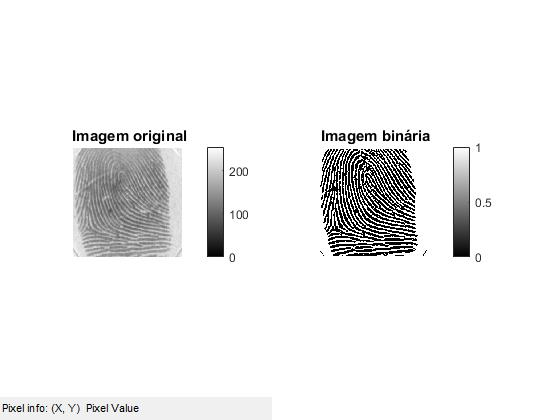 Imagem original
200
100
0
Imagem binária
1
0.5
0
Pixel info: (X, Y)  Pixel Value